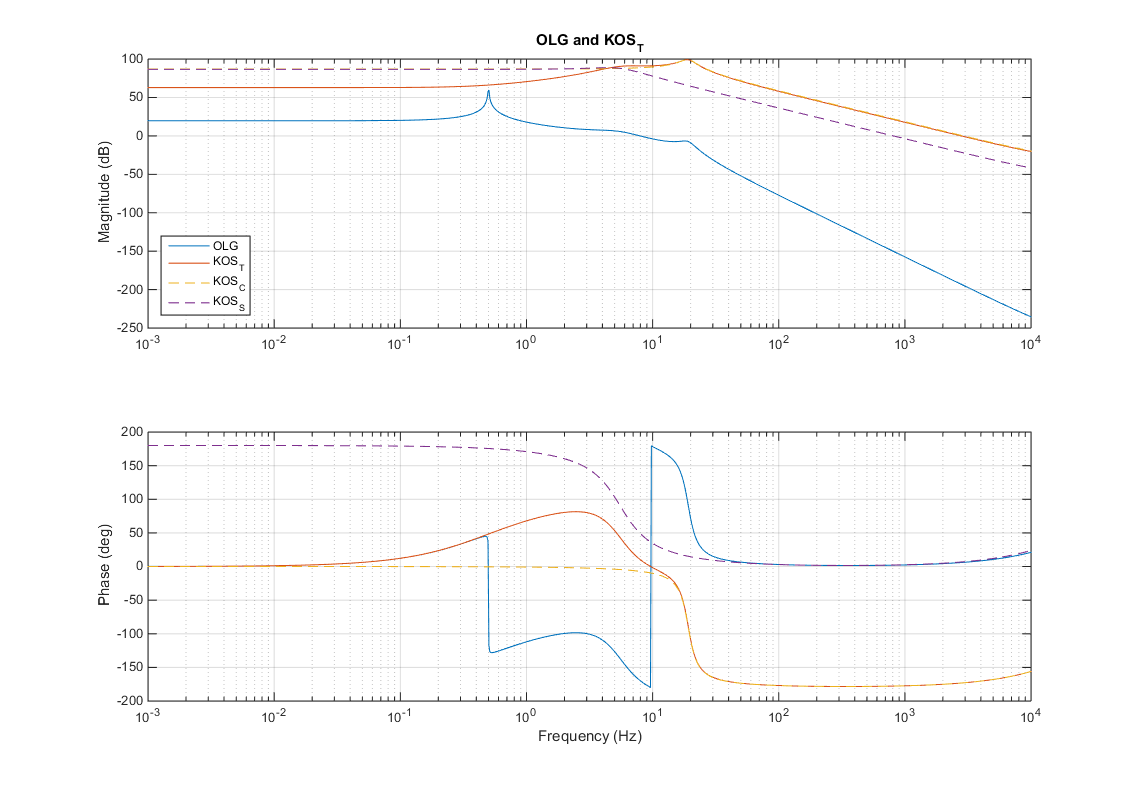 OLG and KOS_T
Magnitude (dB)
100
50
0
-50
-100
-150
-200
-250
OLG
KOS_T
KOS_C
KOS_S
10^-3 10^-2 10^-1 10^0 10^1 10^2 10^3 10^4
Phase (deg)
200
150
100
50
0
-50
-100
-150
-200
10^-3 10^-2 10^-1 10^0 10^1 10^2 10^3 10^4
Frequency (Hz)